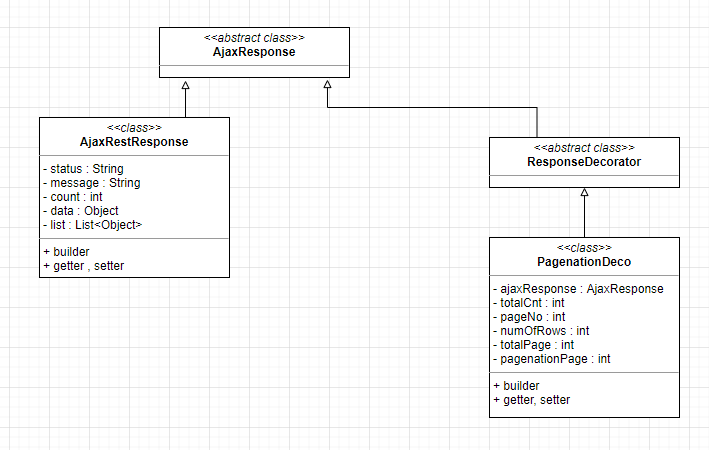 <<abstract class>>
AjaxResponse
<<class>>
AjaxRestResponse
- status : String
- message : String
- count : int
- data : Object
- list : List<Object>
+ builder
+ getter , setter
<<abstract class>>
ResponseDecorator
<<class>>
PagenationDeco
- ajaxResponse : AjaxResponse
- totalCnt : int
- pageNo : int
- numOfRows : int
- totalPage : int
- pagenationPage : int
+ builder
+ getter, setter